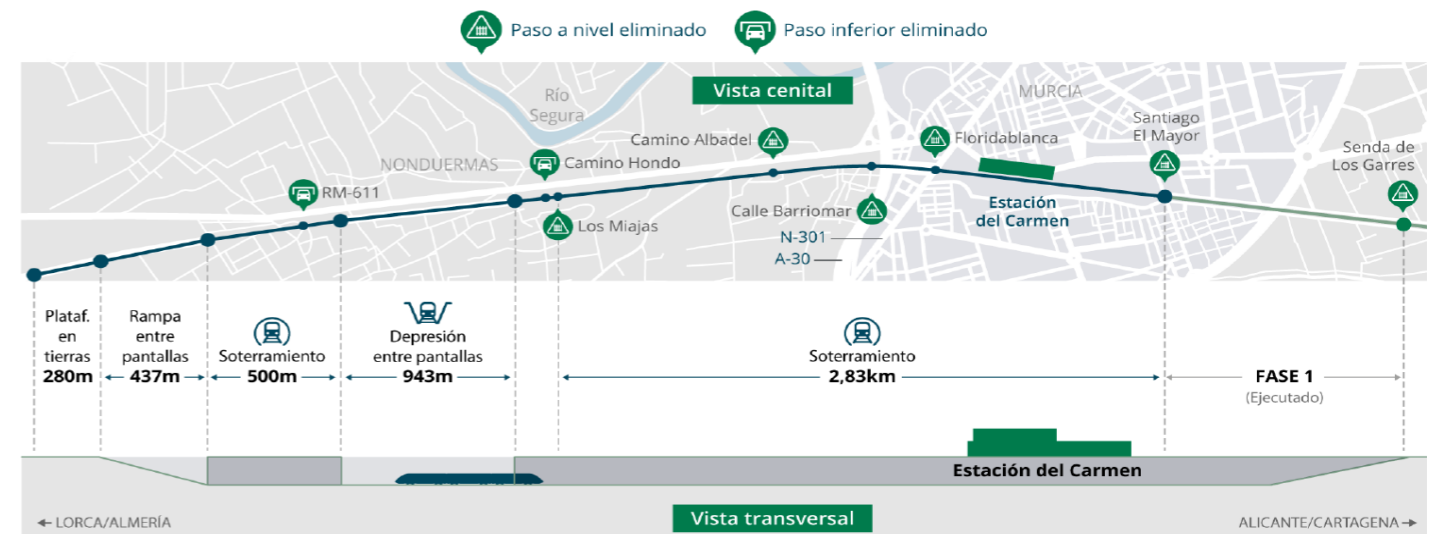 Paso a nivel eliminado
Paso inferior eliminado
Vista cenital
Río
Segura
MURCIA
NONDUERMAS
RM-611
Camino Hondo
Los Miajas
Camino Albadel
Calle Barriomar
N-301
A-30
Floridablanca
Estación
del Carmen
Santiago
El Mayor
Senda de
Los Garres
Plataf.
en
tierras
280m
Rampa
entre
pantallas
437m
Soterramiento
500m
Depresión
entre pantallas
943m
Soterramiento
2,83km
FASE 1
(Ejecutado)
Estación del Carmen
Vista transversal
← LORCA/ALMERÍA
ALICANTE/CARTAGENA →